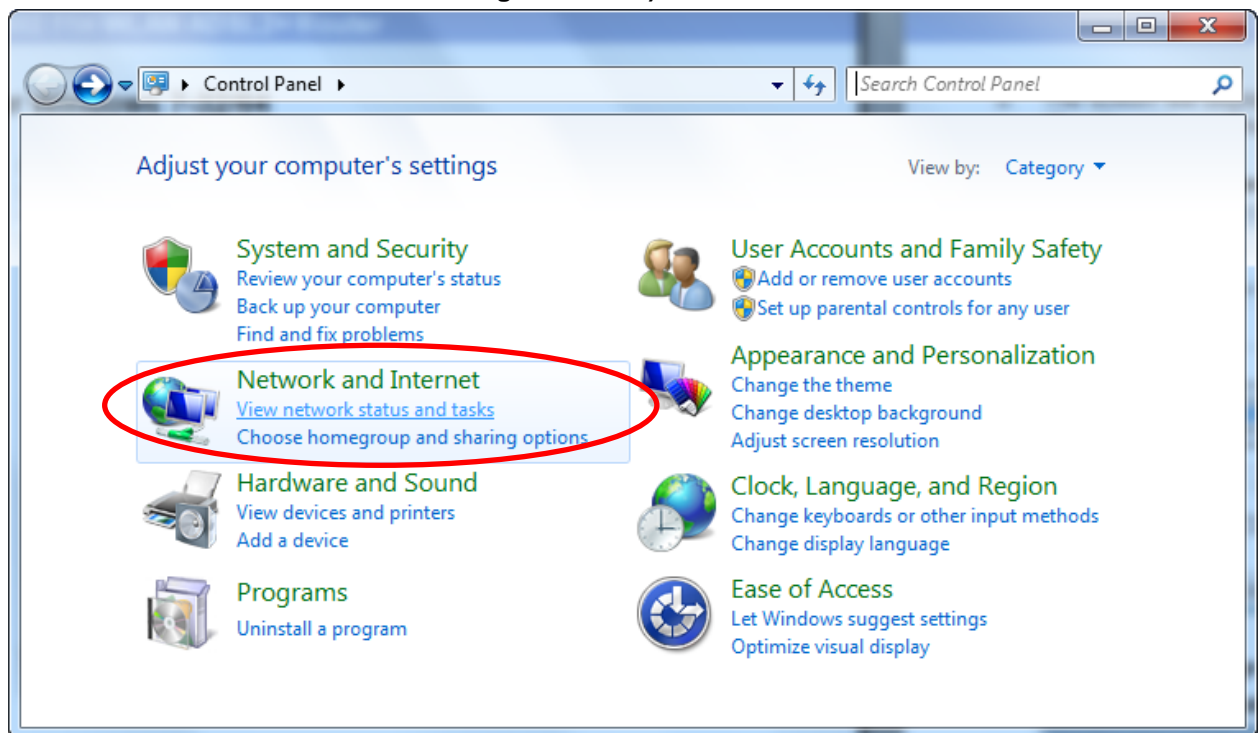 Control Panel
Search Control Panel
Adjust your computer's settings
View by: Category
System and Security
Review your computer's status
Back up your computer
Find and fix problems
Network and Internet
View network status and tasks
Choose homegroup and sharing options
Hardware and Sound
View devices and printers
Add a device
Programs
Uninstall a program
User Accounts and Family Safety
Add or remove user accounts
Set up parental controls for any user
Appearance and Personalization
Change the theme
Change desktop background
Adjust screen resolution
Clock, Language, and Region
Change keyboards or other input methods
Change display language
Ease of Access
Let Windows suggest settings
Optimize visual display